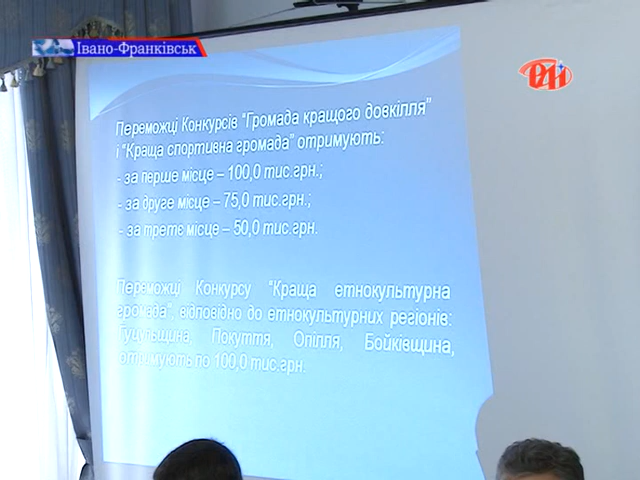 Івано-Франківськ
Переможці Конкурсів "Громада кращого довкілля"
і "Краща спортивна громада" отримують:
- за перше місце – 100,0 тис.грн.;
- за друге місце – 75,0 тис.грн.;
- за третє місце – 50,0 тис.грн.
Переможці Конкурсу "Краща етнокультурна
громада", відповідно до етнокультурних регіонів:
Гуцульщина, Покуття, Опілля, Бойківщина,
отримують по 100,0 тис.грн.